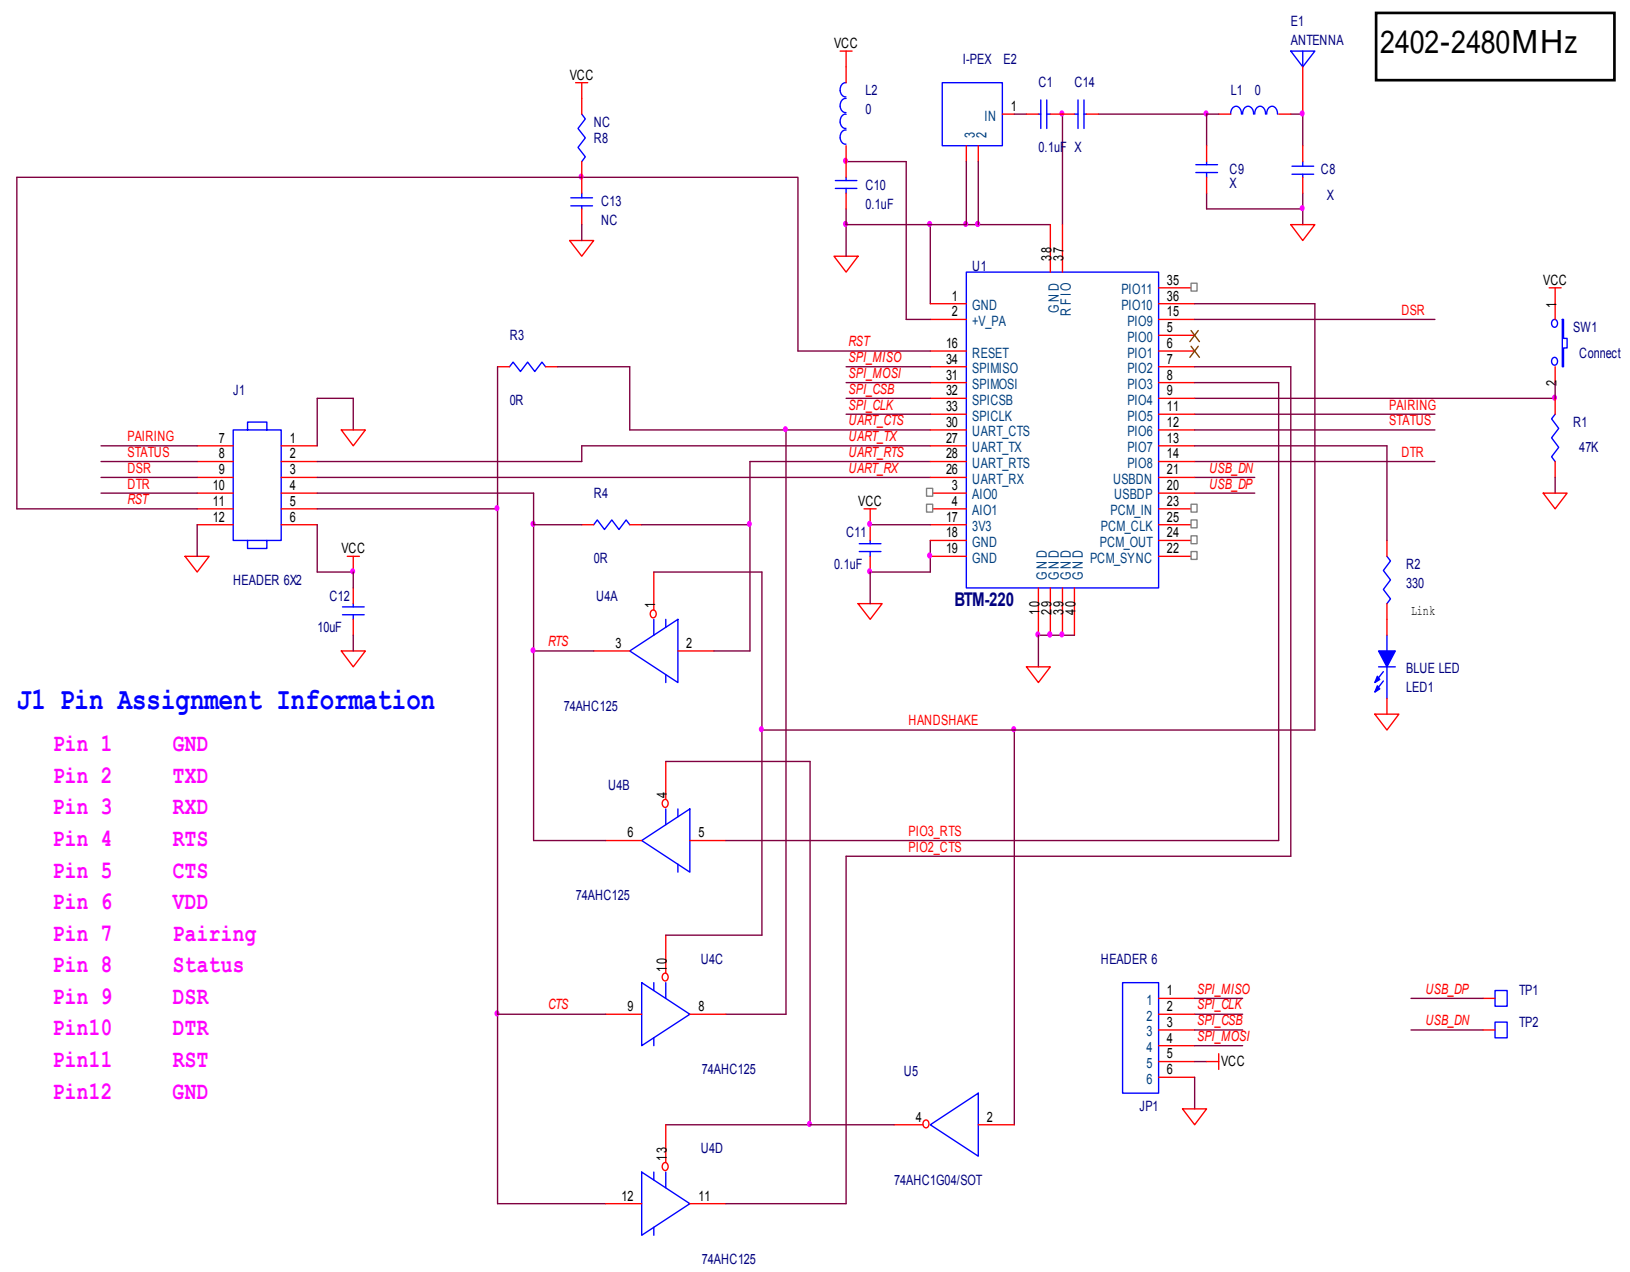 2402-2480MHz
E1
ANTENNA
VCC
I-PEX E2
VCC
L2
0
C1
C14
L1 0
IN
1
3
2
0.1uF
X
NC
R8
C10
0.1uF
C9
X
C8
X
C13
NC
38
37
U1
VCC
1
SW1
Connect
2
R1
47K
GND
RFIO
1 GND
2 +V_PA
RST 16 RESET
SPI_MISO 34 SPIMISO
SPI_MOSI 31 SPIMOSI
SPI_CSB 32 SPICSB
SPI_CLK 33 SPICLK
UART_CTS 30 UART_CTS
UART_TX 27 UART_TX
UART_RTS 28 UART_RTS
UART_RX 26 UART_RX
3 AIO0
4 AIO1
17 3V3
18 GND
19 GND
PIO11 35
PIO10 36
PIO9 15 DSR
PIO0 5
PIO1 6
PIO2 7
PIO3 8
PIO4 9
PIO5 11 PAIRING
PIO6 12 STATUS
PIO7 13
PIO8 14 DTR
USBDN 21 USB_DN
USBDP 20 USB_DP
PCM_IN 23
PCM_CLK 25
PCM_OUT 24
PCM_SYNC 22
GND
GND
GND
GND
10
29
39
40
BTM-220
VCC
C11
0.1uF
R2
330
Link
BLUE LED
LED1
R3
0R
R4
0R
J1
PAIRING 7
STATUS 8
DSR 9
DTR 10
RST 11
12
1
2
3
4
5
6
HEADER 6X2
VCC
C12
10uF
U4A
1
RTS
3
2
74AHC125
HANDSHAKE
U4B
4
6
5
PIO3_RTS
PIO2_CTS
74AHC125
U4C
10
CTS
9
8
74AHC125
U4D
13
12
11
74AHC125
U5
4
2
74AHC1G04/SOT
HEADER 6
1 1 SPI_MISO
2 2 SPI_CLK
3 3 SPI_CSB
4 4 SPI_MOSI
5 5 VCC
6 6
JP1
USB_DP TP1
USB_DN TP2
J1 Pin Assignment Information
Pin 1 GND
Pin 2 TXD
Pin 3 RXD
Pin 4 RTS
Pin 5 CTS
Pin 6 VDD
Pin 7 Pairing
Pin 8 Status
Pin 9 DSR
Pin10 DTR
Pin11 RST
Pin12 GND